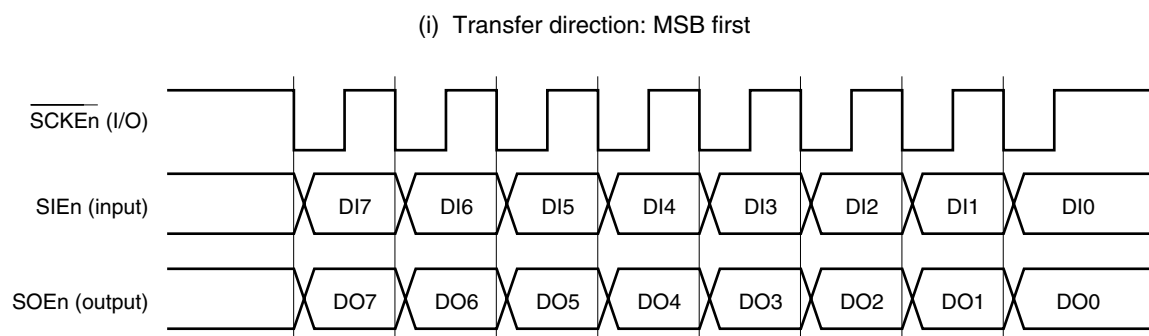 (i) Transfer direction: MSB first
SCKEn (I/O)
SIEn (input) DI7 DI6 DI5 DI4 DI3 DI2 DI1 DI0
SOEn (output) DO7 DO6 DO5 DO4 DO3 DO2 DO1 DO0